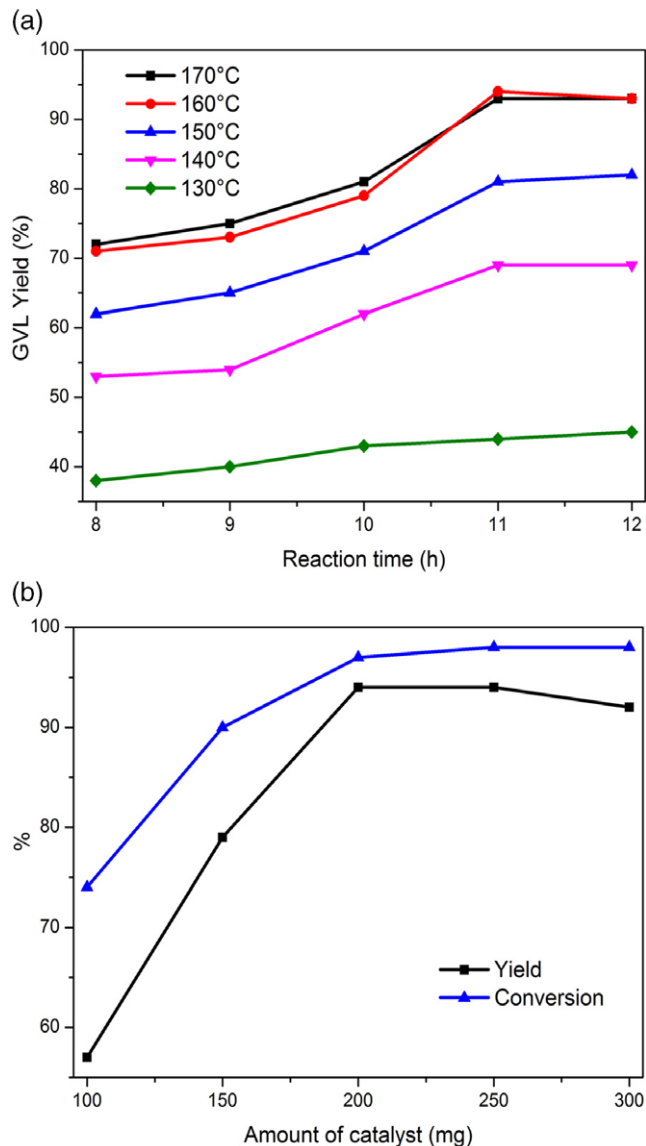 (a)
100
90
80
70
60
50
40
GVL Yield (%)
170°C
160°C
150°C
140°C
130°C
8 9 10 11 12
Reaction time (h)
(b)
100
90
80
70
60
%
Yield
Conversion
100 150 200 250 300
Amount of catalyst (mg)